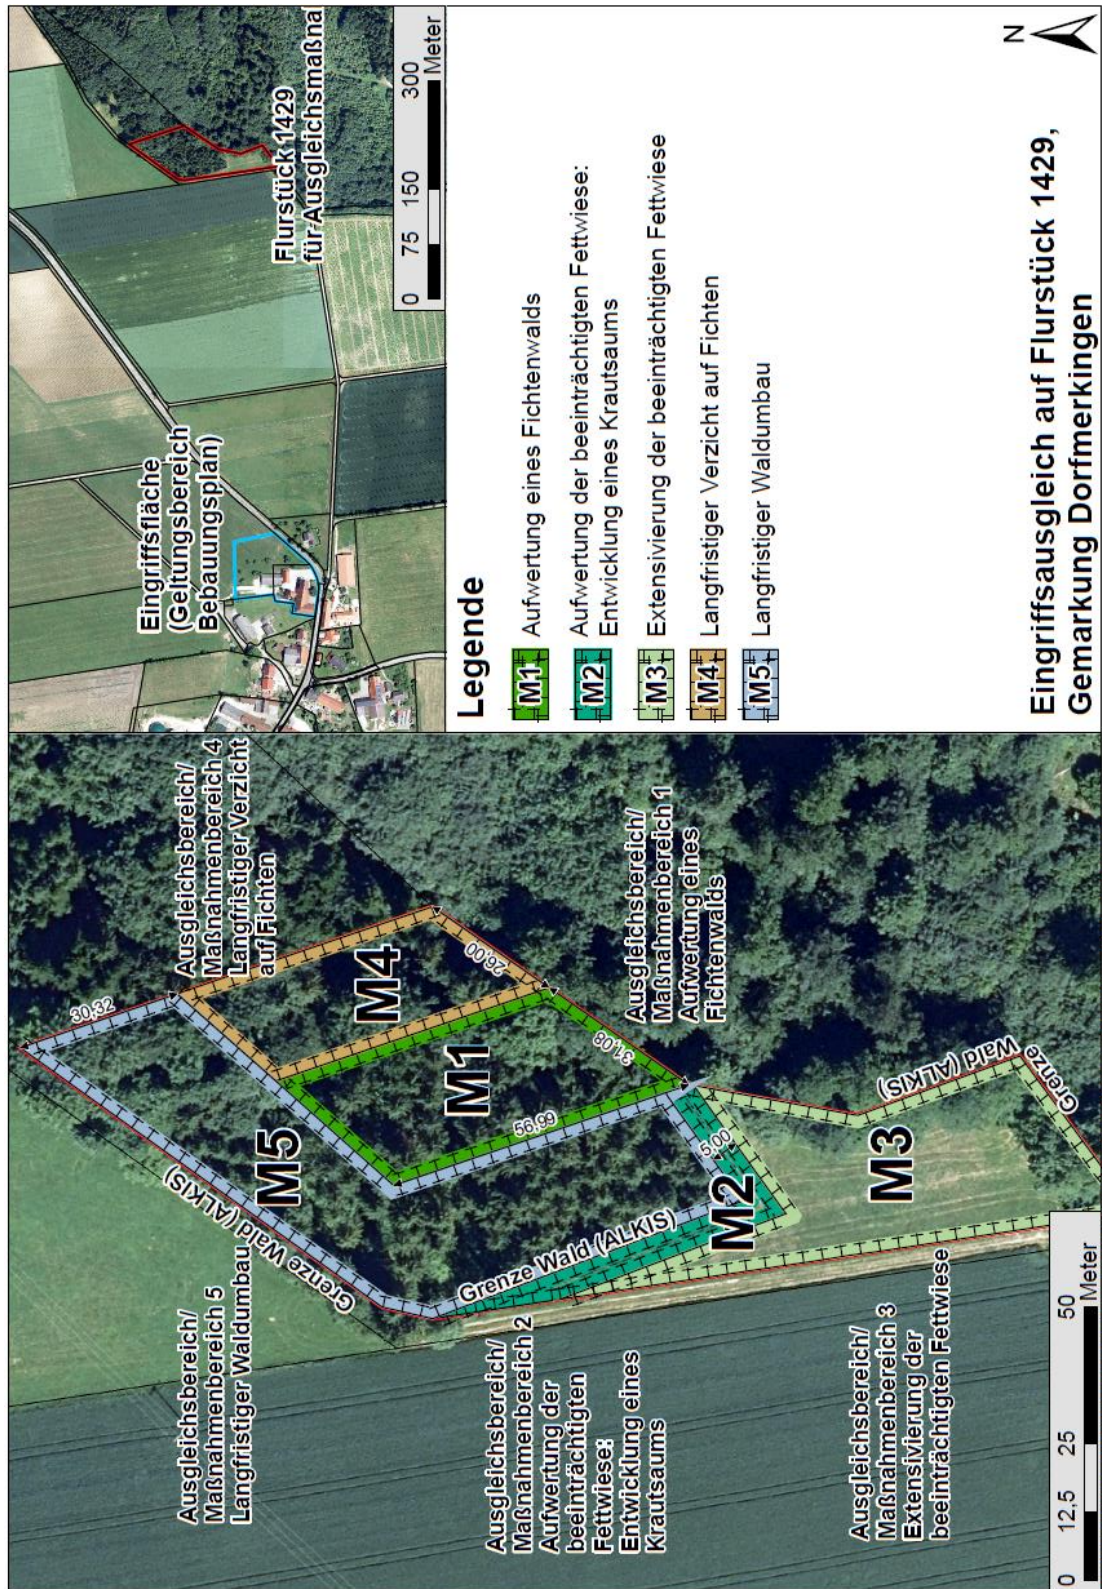 Ausgleichsbereich/
Maßnahmenbereich 5
Langfristiger Waldumbau
Ausgleichsbereich/
Maßnahmenbereich 4
Langfristiger Verzicht
auf Fichten
30,32
Grenze Wald (ALKIS)
M5
M4
26,00
M1
56,99
31,08
Grenze Wald (ALKIS)
Ausgleichsbereich/
Maßnahmenbereich 1
Aufwertung eines
Fichtenwalds
Ausgleichsbereich/
Maßnahmenbereich 2
Aufwertung der
beeinträchtigten
Fettwiese:
Entwicklung eines
Krautsaums
5,00
M2
M3
Grenze
Wald (ALKIS)
Grenze
Ausgleichsbereich/
Maßnahmenbereich 3
Extensivierung der
beeinträchtigten Fettwiese
0 12,5 25 50
Meter
Eingriffsfläche
(Geltungsbereich
Bebauungsplan)
Flurstück 1429
für Ausgleichsmaßna
0 75 150 300
Meter
Legende
M1 Aufwertung eines Fichtenwalds
M2 Aufwertung der beeinträchtigten Fettwiese:
Entwicklung eines Krautsaums
M3 Extensivierung der beeinträchtigten Fettwiese
M4 Langfristiger Verzicht auf Fichten
M5 Langfristiger Waldumbau
Eingriffsausgleich auf Flurstück 1429,
Gemarkung Dorfmerkingen
N